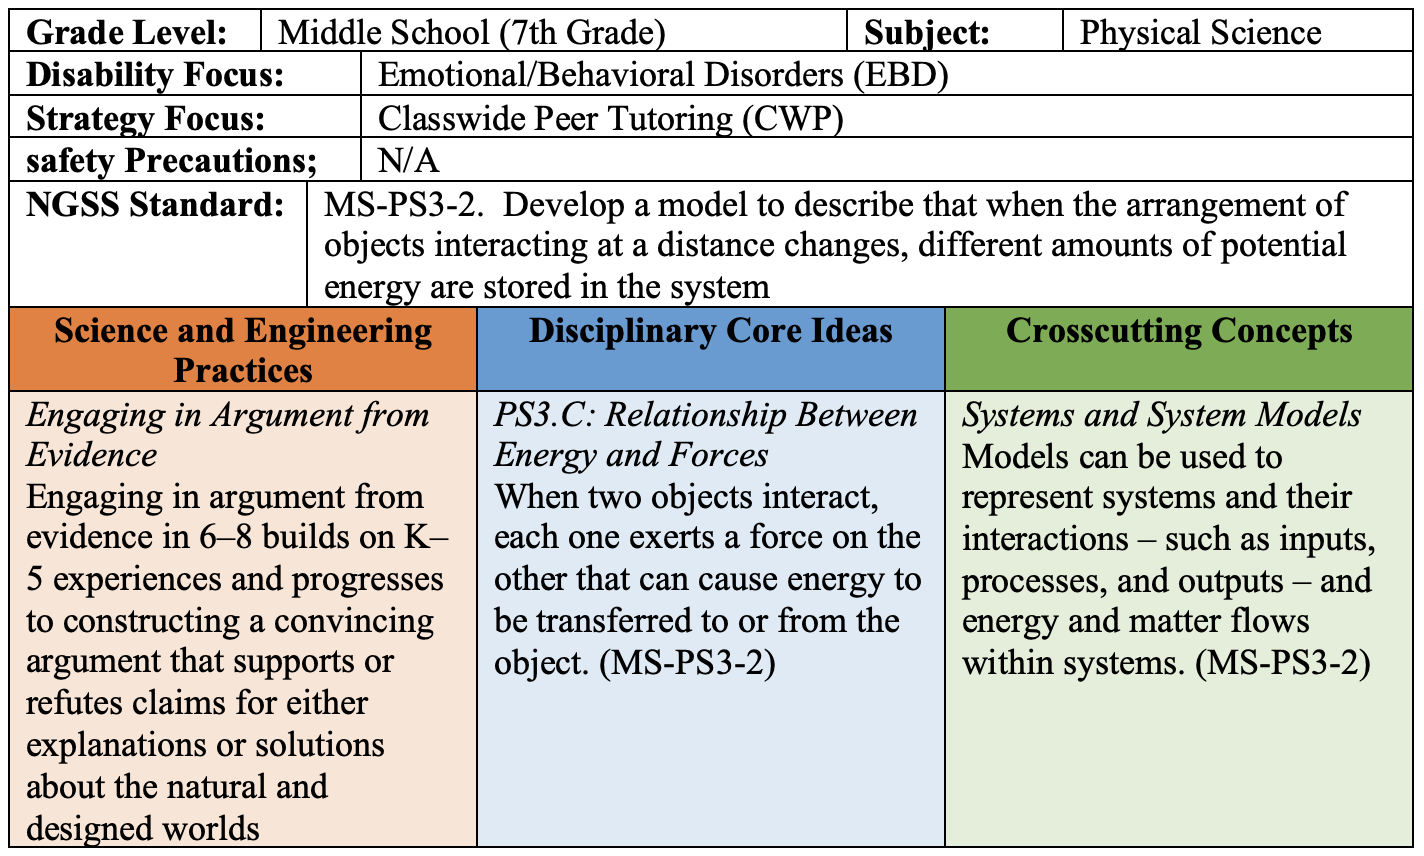 Grade Level: Middle School (7th Grade) Subject: Physical Science
Disability Focus: Emotional/Behavioral Disorders (EBD)
Strategy Focus: Classwide Peer Tutoring (CWP)
safety Precautions; N/A
NGSS Standard: MS-PS3-2.  Develop a model to describe that when the arrangement of
objects interacting at a distance changes, different amounts of potential
energy are stored in the system
Science and Engineering
Practices
Engaging in Argument from
Evidence
Engaging in argument from
evidence in 6–8 builds on K–
5 experiences and progresses
to constructing a convincing
argument that supports or
refutes claims for either
explanations or solutions
about the natural and
designed worlds
Disciplinary Core Ideas
PS3.C: Relationship Between
Energy and Forces
When two objects interact,
each one exerts a force on the
other that can cause energy to
be transferred to or from the
object. (MS-PS3-2)
Crosscutting Concepts
Systems and System Models
Models can be used to
represent systems and their
interactions – such as inputs,
processes, and outputs – and
energy and matter flows
within systems. (MS-PS3-2)